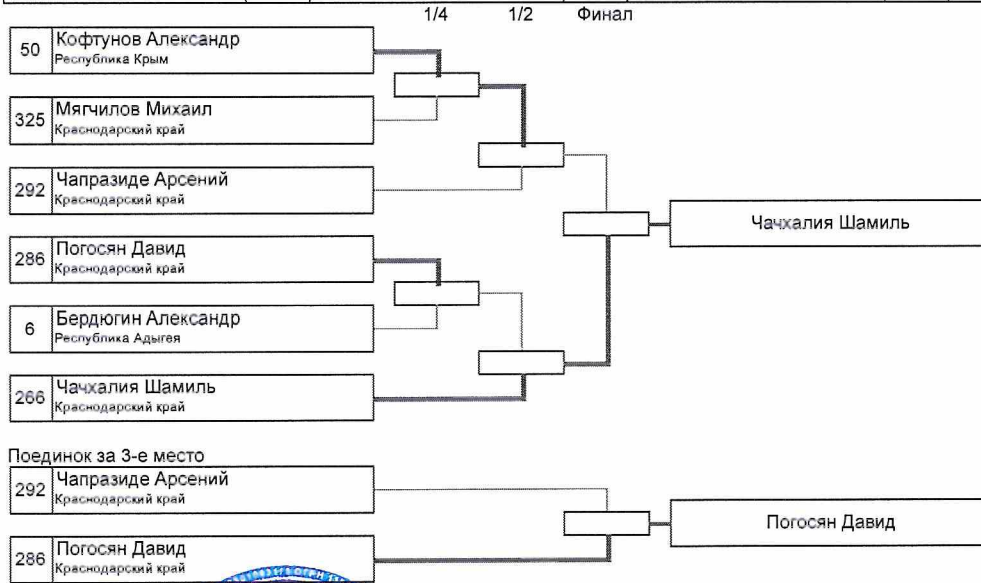 1/4 1/2 Финал
50 Кофтунов Александр
Республика Крым
325 Мягчилов Михаил
Краснодарский край
292 Чапразиде Арсений
Краснодарский край
Чачхалия Шамиль
286 Погосян Давид
Краснодарский край
6 Бердюгин Александр
Республика Адыгея
266 Чачхалия Шамиль
Краснодарский край
Поединок за 3-е место
292 Чапразиде Арсений
Краснодарский край
Погосян Давид
286 Погосян Давид
Краснодарский край